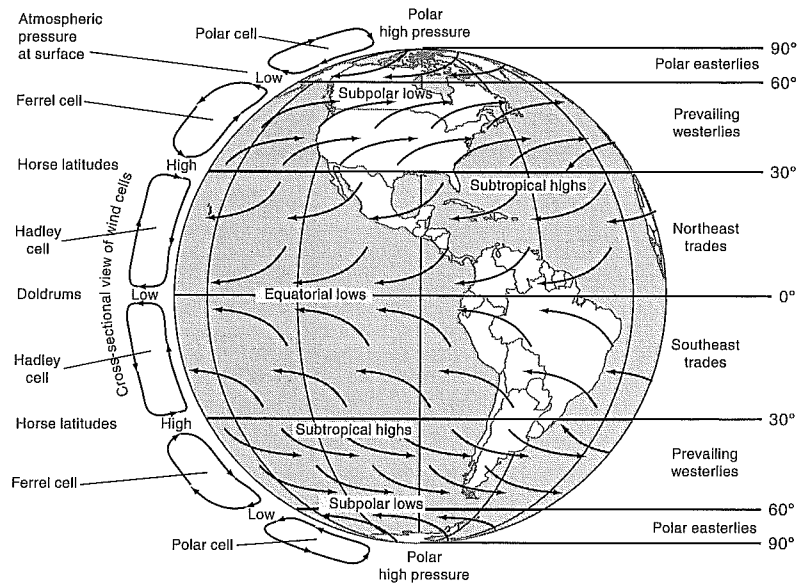 Atmospheric
pressure
at surface
Polar cell
Polar
high pressure
90°
Polar easterlies
Low
60°
Subpolar lows
Ferrel cell
Prevailing
westerlies
Horse latitudes
High
30°
Subtropical highs
Cross-sectional view of wind cells
Hadley
cell
Northeast
trades
Doldrums
Low
Equatorial lows
0°
Hadley
cell
Southeast
trades
Horse latitudes
High
30°
Subtropical highs
Prevailing
westerlies
Ferrel cell
Subpolar lows
Low
60°
Polar easterlies
Polar cell
90°
Polar
high pressure